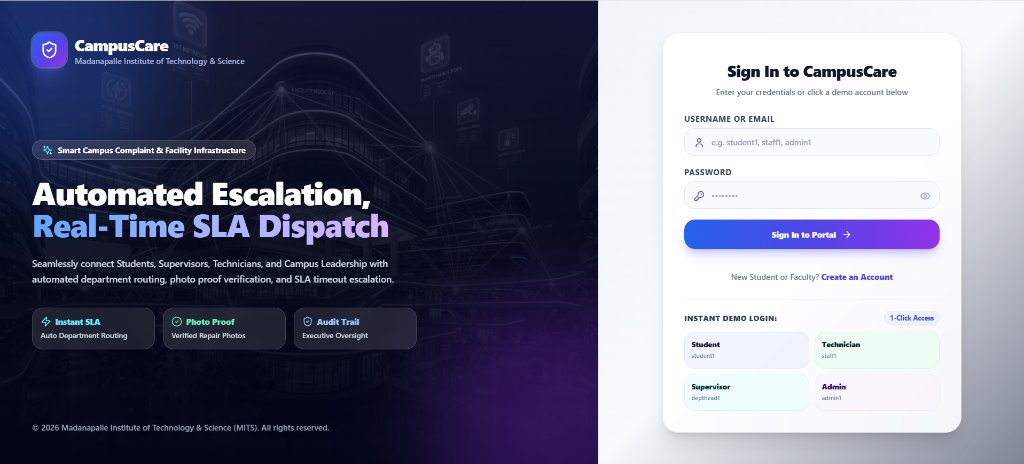 CampusCare
Madanapalle Institute of Technology & Science
Smart Campus Complaint & Facility Infrastructure
Automated Escalation,
Real-Time SLA Dispatch
Seamlessly connect Students, Supervisors, Technicians, and Campus Leadership with
automated department routing, photo proof verification, and SLA timeout escalation.
Instant SLA
Auto Department Routing
Photo Proof
Verified Repair Photos
Audit Trail
Executive Oversight
© 2026 Madanapalle Institute of Technology & Science (MITS). All rights reserved.
Sign In to CampusCare
Enter your credentials or click a demo account below
USERNAME OR EMAIL
e.g. student1, staff1, admin1
PASSWORD
••••••••
Sign In to Portal →
New Student or Faculty? Create an Account
INSTANT DEMO LOGIN:
1-Click Access
Student
student1
Technician
staff1
Supervisor
depthead1
Admin
admin1